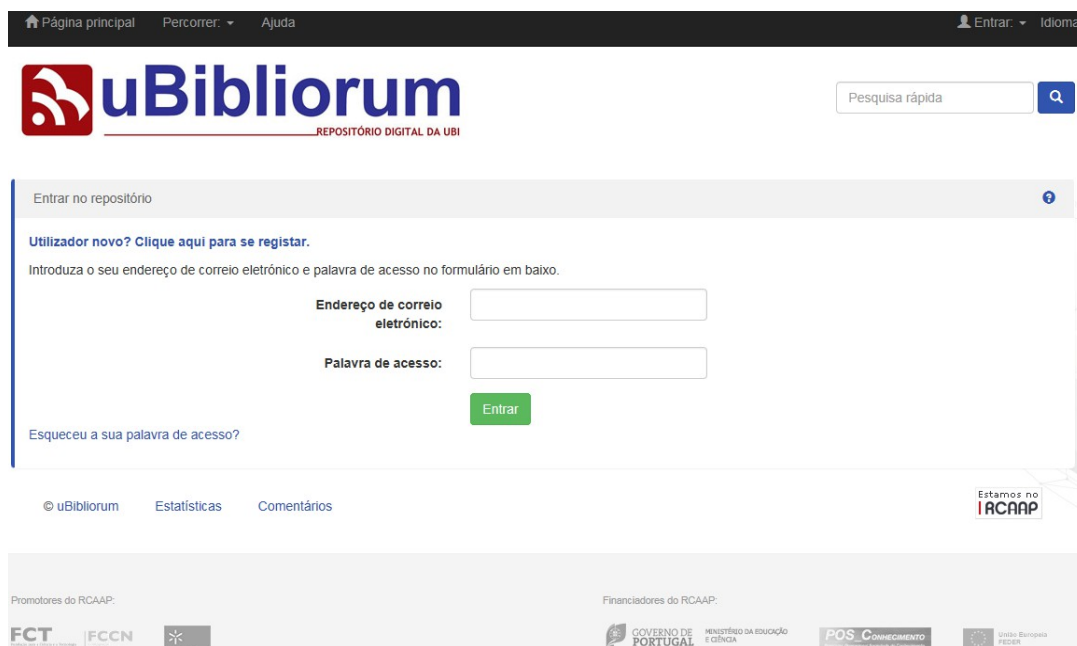 Página principal Percorrer: Ajuda Entrar: Idioma
uBibliorum
REPOSITÓRIO DIGITAL DA UBI
Pesquisa rápida
Entrar no repositório
Utilizador novo? Clique aqui para se registar.
Introduza o seu endereço de correio eletrónico e palavra de acesso no formulário em baixo.
Endereço de correio
eletrónico:
Palavra de acesso:
Entrar
Esqueceu a sua palavra de acesso?
© uBibliorum Estatísticas Comentários
Estamos no
RCAAP
Promotores do RCAAP: Financiadores do RCAAP:
FCT FCCN
GOVERNO DE
PORTUGAL
MINISTÉRIO DA EDUCAÇÃO
E CIÊNCIA
POS_CONHECIMENTO
União Europeia
FEDER